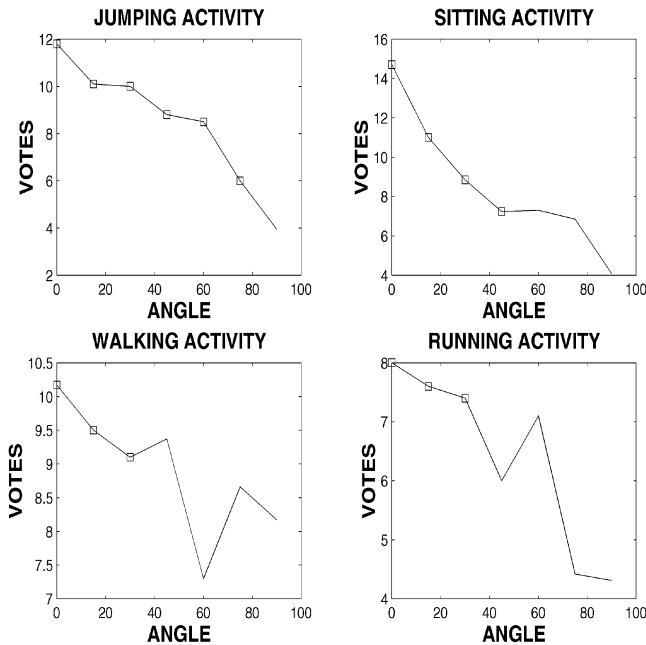 JUMPING ACTIVITY
12
10
8
6
4
2
VOTES
0 20 40 60 80 100
ANGLE
SITTING ACTIVITY
16
14
12
10
8
6
4
VOTES
0 20 40 60 80 100
ANGLE
WALKING ACTIVITY
10.5
10
9.5
9
8.5
8
7.5
7
VOTES
0 20 40 60 80 100
ANGLE
RUNNING ACTIVITY
8
7
6
5
4
VOTES
0 20 40 60 80 100
ANGLE